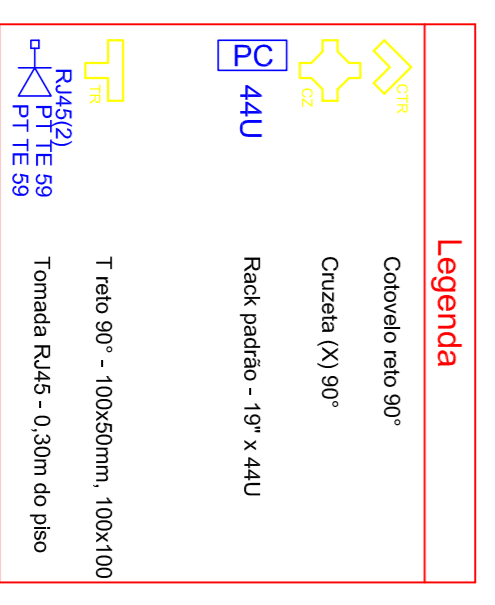 Legenda
CTR
Cotovelo reto 90°
CZ
Cruzeta (X) 90°
PC 44U
Rack padrão - 19" x 44U
TR
T reto 90° - 100x50mm, 100x100
RJ45(2)
PT TE 59
PT TE 59
Tomada RJ45 - 0,30m do piso